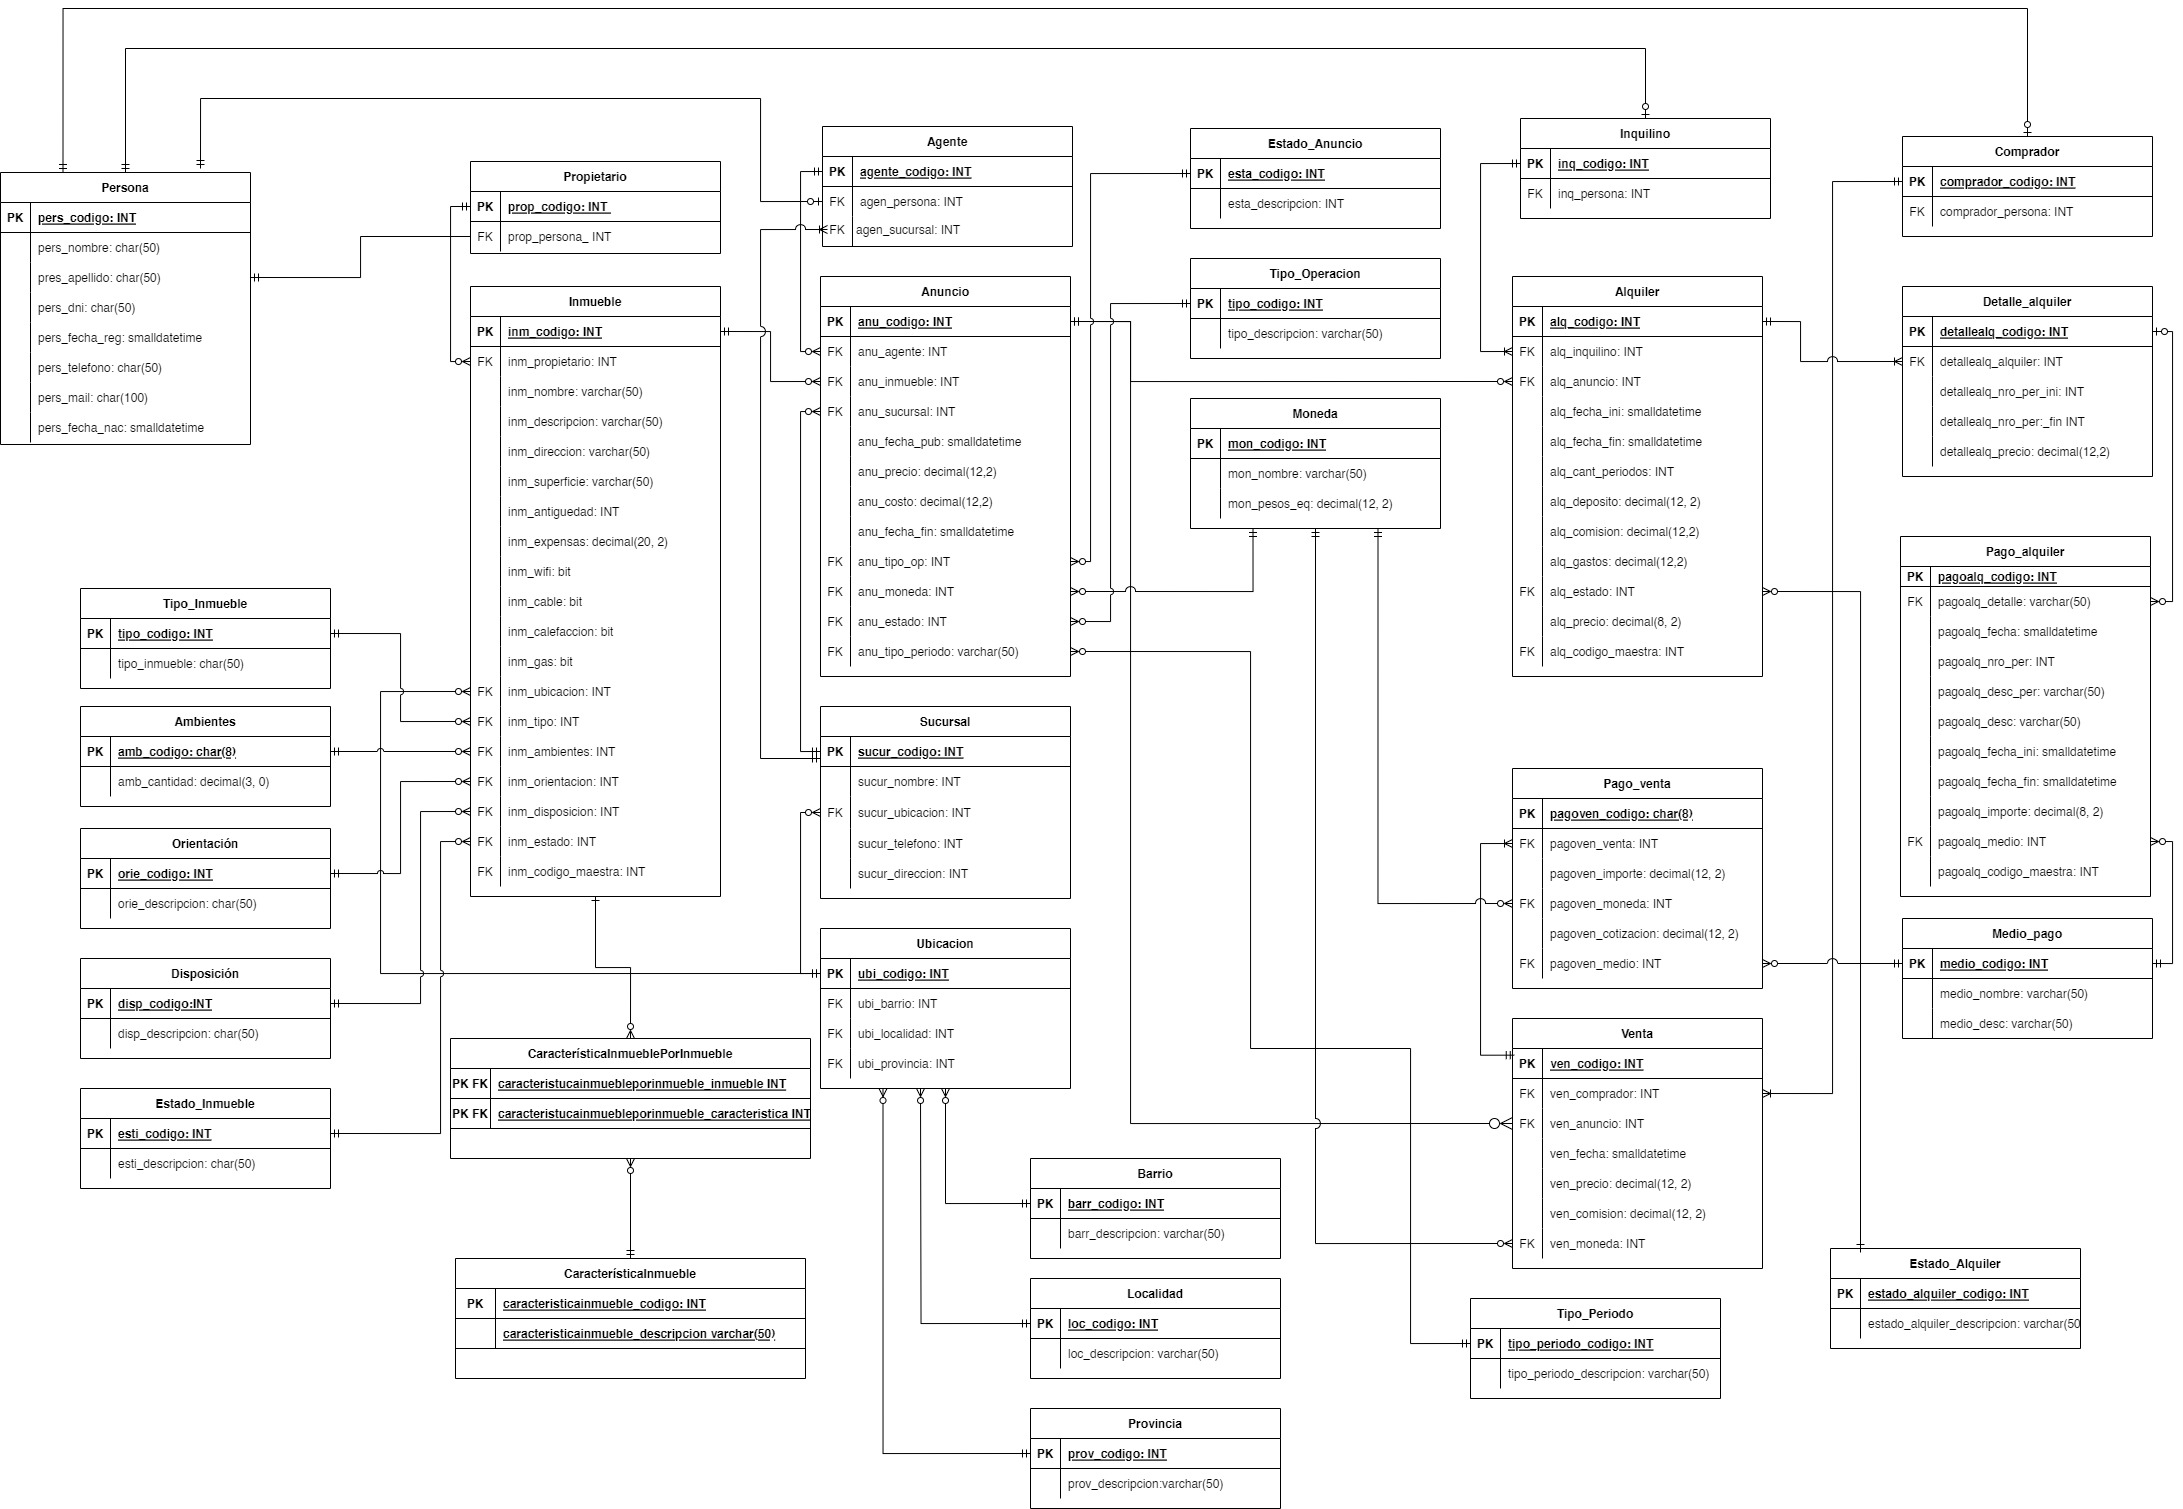 Persona
PK pers_codigo: INT
pers_nombre: char(50)
pres_apellido: char(50)
pers_dni: char(50)
pers_fecha_reg: smalldatetime
pers_telefono: char(50)
pers_mail: char(100)
pers_fecha_nac: smalldatetime
Propietario
PK prop_codigo: INT
FK prop_persona_ INT
Inmueble
PK inm_codigo: INT
FK inm_propietario: INT
inm_nombre: varchar(50)
inm_descripcion: varchar(50)
inm_direccion: varchar(50)
inm_superficie: varchar(50)
inm_antiguedad: INT
inm_expensas: decimal(20, 2)
inm_wifi: bit
inm_cable: bit
inm_calefaccion: bit
inm_gas: bit
FK inm_ubicacion: INT
FK inm_tipo: INT
FK inm_ambientes: INT
FK inm_orientacion: INT
FK inm_disposicion: INT
FK inm_estado: INT
FK inm_codigo_maestra: INT
Tipo_Inmueble
PK tipo_codigo: INT
tipo_inmueble: char(50)
Ambientes
PK amb_codigo: char(8)
amb_cantidad: decimal(3, 0)
Orientación
PK orie_codigo: INT
orie_descripcion: char(50)
Disposición
PK disp_codigo:INT
disp_descripcion: char(50)
Estado_Inmueble
PK esti_codigo: INT
esti_descripcion: char(50)
CaracterísticaInmueblePorInmueble
PK FK caracteristucainmuebleporinmueble_inmueble INT
PK FK caracteristucainmuebleporinmueble_caracteristica INT
CaracterísticaInmueble
PK caracteristicainmueble_codigo: INT
caracteristicainmueble_descripcion varchar(50)
Agente
PK agente_codigo: INT
FK agen_persona: INT
FK agen_sucursal: INT
Anuncio
PK anu_codigo: INT
FK anu_agente: INT
FK anu_inmueble: INT
FK anu_sucursal: INT
anu_fecha_pub: smalldatetime
anu_precio: decimal(12,2)
anu_costo: decimal(12,2)
anu_fecha_fin: smalldatetime
FK anu_tipo_op: INT
FK anu_moneda: INT
FK anu_estado: INT
FK anu_tipo_periodo: varchar(50)
Sucursal
PK sucur_codigo: INT
sucur_nombre: INT
FK sucur_ubicacion: INT
sucur_telefono: INT
sucur_direccion: INT
Ubicacion
PK ubi_codigo: INT
FK ubi_barrio: INT
FK ubi_localidad: INT
FK ubi_provincia: INT
Barrio
PK barr_codigo: INT
barr_descripcion: varchar(50)
Localidad
PK loc_codigo: INT
loc_descripcion: varchar(50)
Provincia
PK prov_codigo: INT
prov_descripcion:varchar(50)
Estado_Anuncio
PK esta_codigo: INT
esta_descripcion: INT
Tipo_Operacion
PK tipo_codigo: INT
tipo_descripcion: varchar(50)
Moneda
PK mon_codigo: INT
mon_nombre: varchar(50)
mon_pesos_eq: decimal(12, 2)
Inquilino
PK inq_codigo: INT
FK inq_persona: INT
Alquiler
PK alq_codigo: INT
FK alq_inquilino: INT
FK alq_anuncio: INT
alq_fecha_ini: smalldatetime
alq_fecha_fin: smalldatetime
alq_cant_periodos: INT
alq_deposito: decimal(12, 2)
alq_comision: decimal(12,2)
alq_gastos: decimal(12,2)
FK alq_estado: INT
alq_precio: decimal(8, 2)
FK alq_codigo_maestra: INT
Pago_venta
PK pagoven_codigo: char(8)
FK pagoven_venta: INT
pagoven_importe: decimal(12, 2)
FK pagoven_moneda: INT
pagoven_cotizacion: decimal(12, 2)
FK pagoven_medio: INT
Venta
PK ven_codigo: INT
FK ven_comprador: INT
FK ven_anuncio: INT
ven_fecha: smalldatetime
ven_precio: decimal(12, 2)
ven_comision: decimal(12, 2)
FK ven_moneda: INT
Tipo_Periodo
PK tipo_periodo_codigo: INT
tipo_periodo_descripcion: varchar(50)
Comprador
PK comprador_codigo: INT
FK comprador_persona: INT
Detalle_alquiler
PK detallealq_codigo: INT
FK detallealq_alquiler: INT
detallealq_nro_per_ini: INT
detallealq_nro_per:_fin INT
detallealq_precio: decimal(12,2)
Pago_alquiler
PK pagoalq_codigo: INT
FK pagoalq_detalle: varchar(50)
pagoalq_fecha: smalldatetime
pagoalq_nro_per: INT
pagoalq_desc_per: varchar(50)
pagoalq_desc: varchar(50)
pagoalq_fecha_ini: smalldatetime
pagoalq_fecha_fin: smalldatetime
pagoalq_importe: decimal(8, 2)
FK pagoalq_medio: INT
pagoalq_codigo_maestra: INT
Medio_pago
PK medio_codigo: INT
medio_nombre: varchar(50)
medio_desc: varchar(50)
Estado_Alquiler
PK estado_alquiler_codigo: INT
estado_alquiler_descripcion: varchar(50